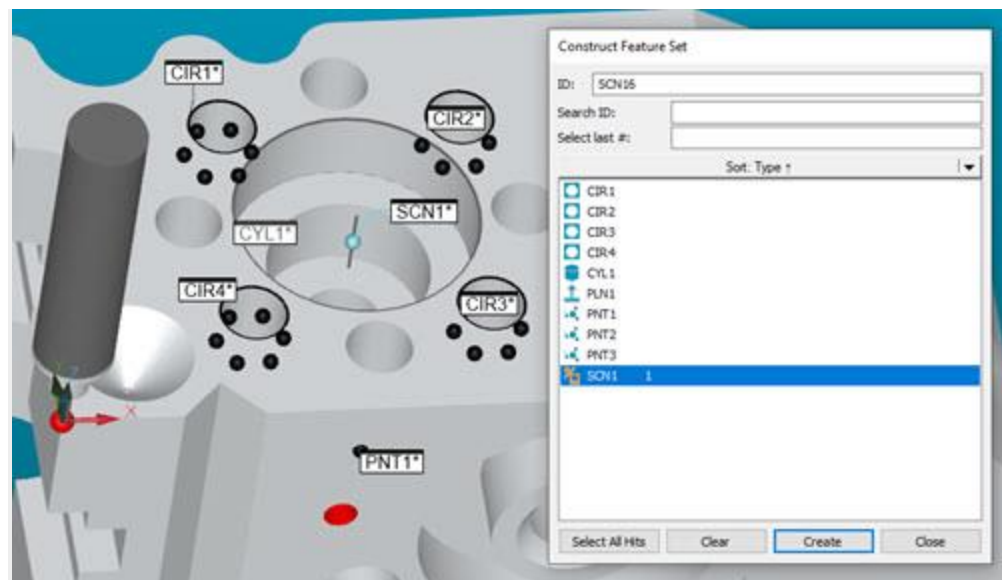 CIR1*
CIR2*
SCN1*
CYL1*
CIR4*
CIR3*
X
PNT1*
Construct Feature Set
ID: SCN16
Search ID:
Select last #:
Sort: Type ↑
CIR1
CIR2
CIR3
CIR4
CYL1
PLN1
PNT1
PNT2
PNT3
SCN1 1
Select All Hits Clear Create Close